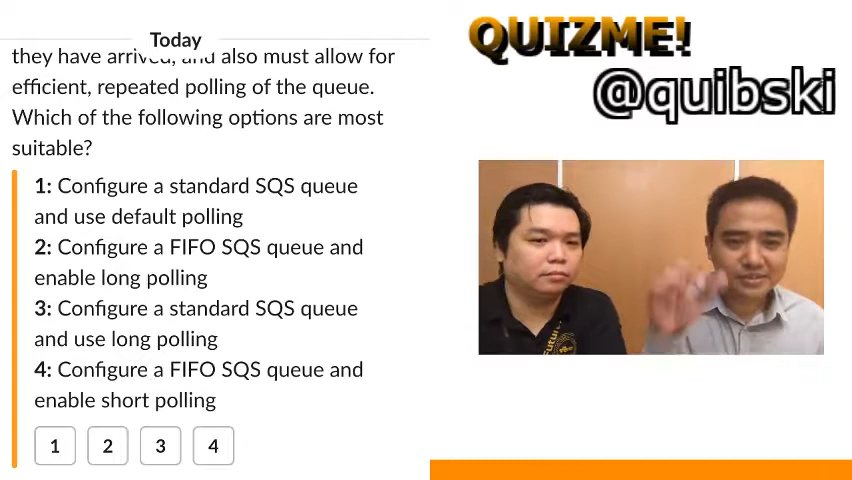 Today
they have arrived, and also must allow for
efficient, repeated polling of the queue.
Which of the following options are most
suitable?
1: Configure a standard SQS queue
and use default polling
2: Configure a FIFO SQS queue and
enable long polling
3: Configure a standard SQS queue
and use long polling
4: Configure a FIFO SQS queue and
enable short polling
1 2 3 4
QUIZME!
@quibski
Future